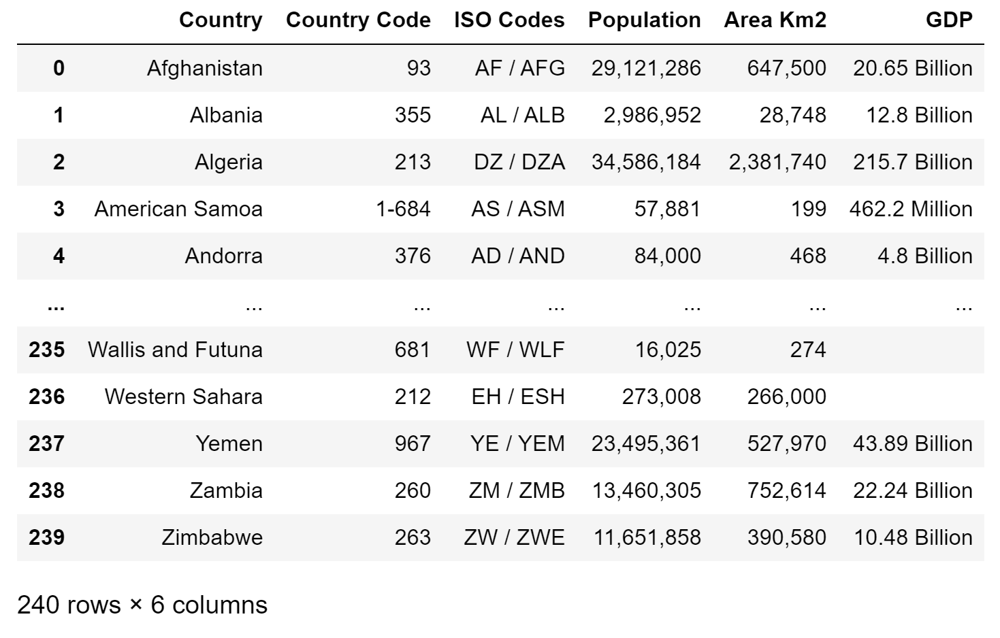 Country Country Code ISO Codes Population Area Km2 GDP
0 Afghanistan 93 AF / AFG 29,121,286 647,500 20.65 Billion
1 Albania 355 AL / ALB 2,986,952 28,748 12.8 Billion
2 Algeria 213 DZ / DZA 34,586,184 2,381,740 215.7 Billion
3 American Samoa 1-684 AS / ASM 57,881 199 462.2 Million
4 Andorra 376 AD / AND 84,000 468 4.8 Billion
... ... ... ... ... ... ...
235 Wallis and Futuna 681 WF / WLF 16,025 274
236 Western Sahara 212 EH / ESH 273,008 266,000
237 Yemen 967 YE / YEM 23,495,361 527,970 43.89 Billion
238 Zambia 260 ZM / ZMB 13,460,305 752,614 22.24 Billion
239 Zimbabwe 263 ZW / ZWE 11,651,858 390,580 10.48 Billion
240 rows × 6 columns